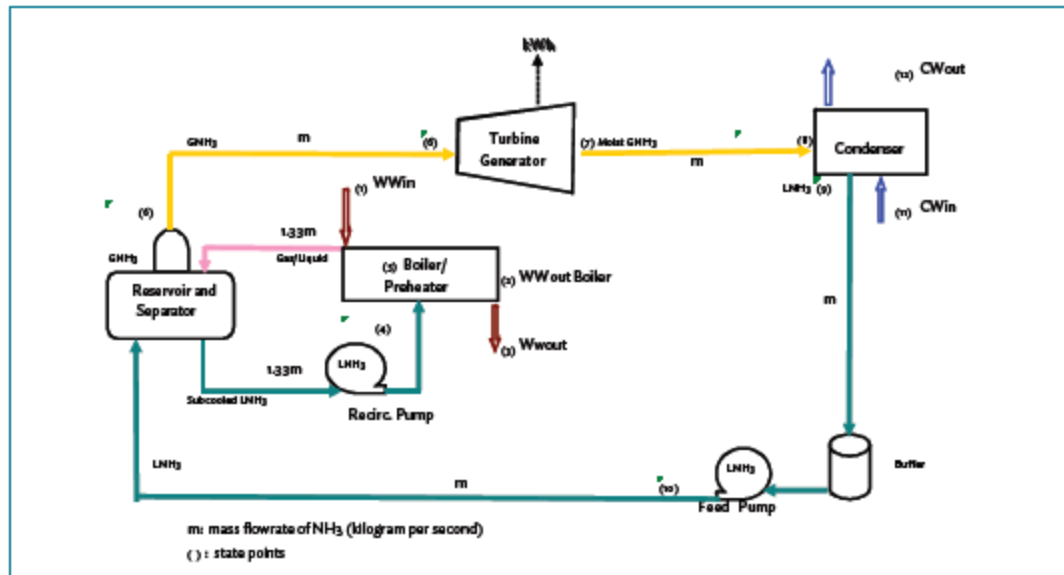 kWh
(12) CWout
GNH₃
m
(6)
Turbine
Generator
(7) Moist GNH₃
m
(8)
Condenser
LNH₃ (9)
(11) CWin
(1) WWin
(6)
GNH₃
1.33m
Gas/Liquid
(5) Boiler/
Preheater
(2) WWout Boiler
Reservoir and
Separator
(4)
(3) Wwout
LNH₃
1.33m
Subcooled LNH₃
Recirc. Pump
m
LNH₃
m
(10)
LNH₃
Feed Pump
Buffer
m: mass flowrate of NH₃ (kilogram per second)
( ) : state points